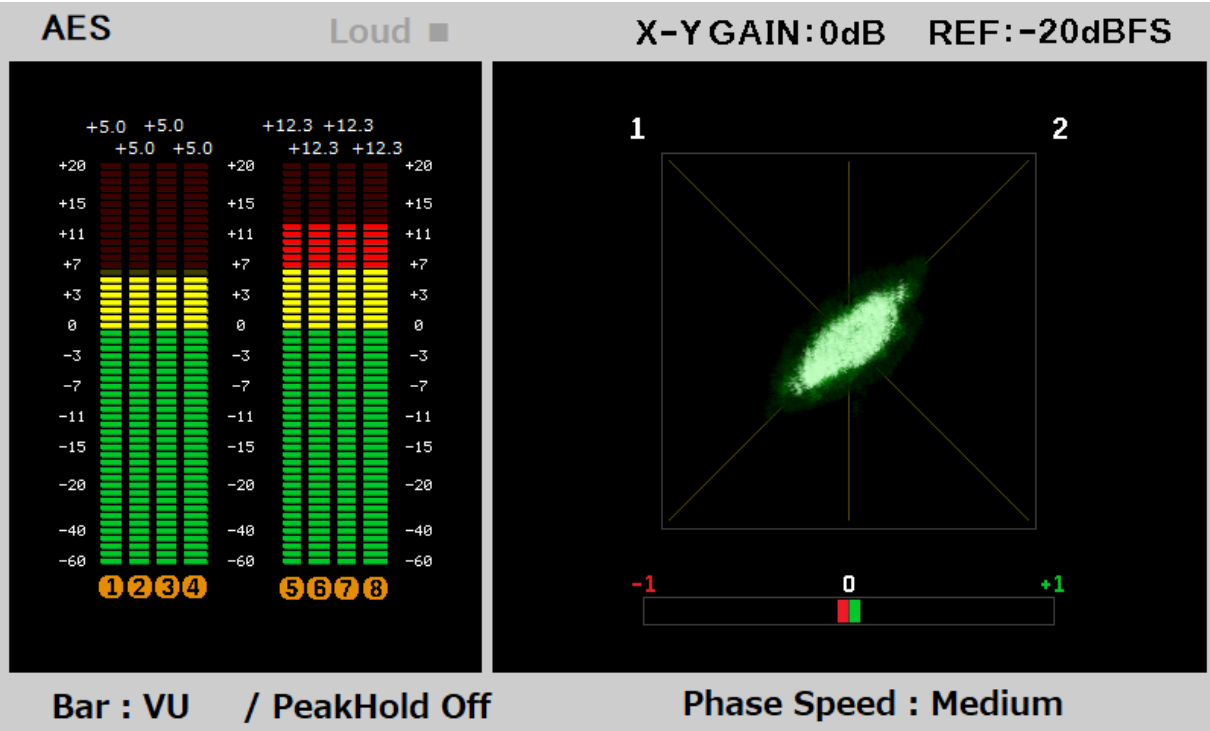 AES Loud ■ X-Y GAIN:0dB REF:-20dBFS
+5.0 +5.0 +12.3 +12.3
+5.0 +5.0 +12.3 +12.3
1 2
+20 +20 +20
+15 +15 +11
+11 +11 +15
+7 +7 +7
+3 +3 +3
0 0 0
-3 -3 -3
-7 -7 -7
-11 -11 -11
-15 -15 -15
-20 -20 -20
-40 -40 -40
-60 -60 -60
1 2 3 4 5 6 7 8
-1 0 +1
Bar : VU / PeakHold Off Phase Speed : Medium